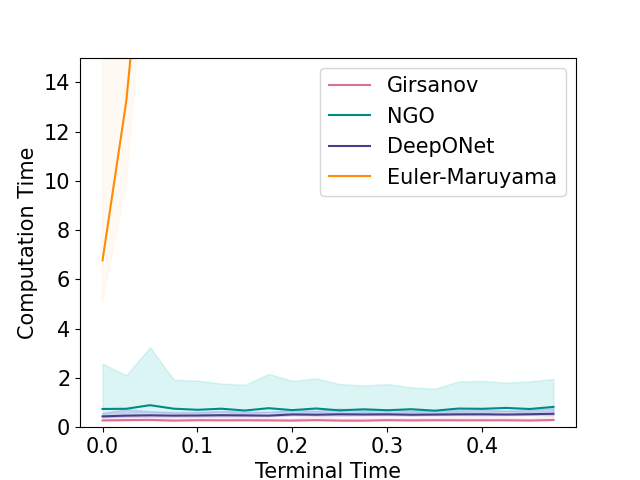 14
12
10
8
6
4
2
0
0.0
0.1
0.2
0.3
0.4
Computation Time
Terminal Time
Girsanov
NGO
DeepONet
Euler-Maruyama